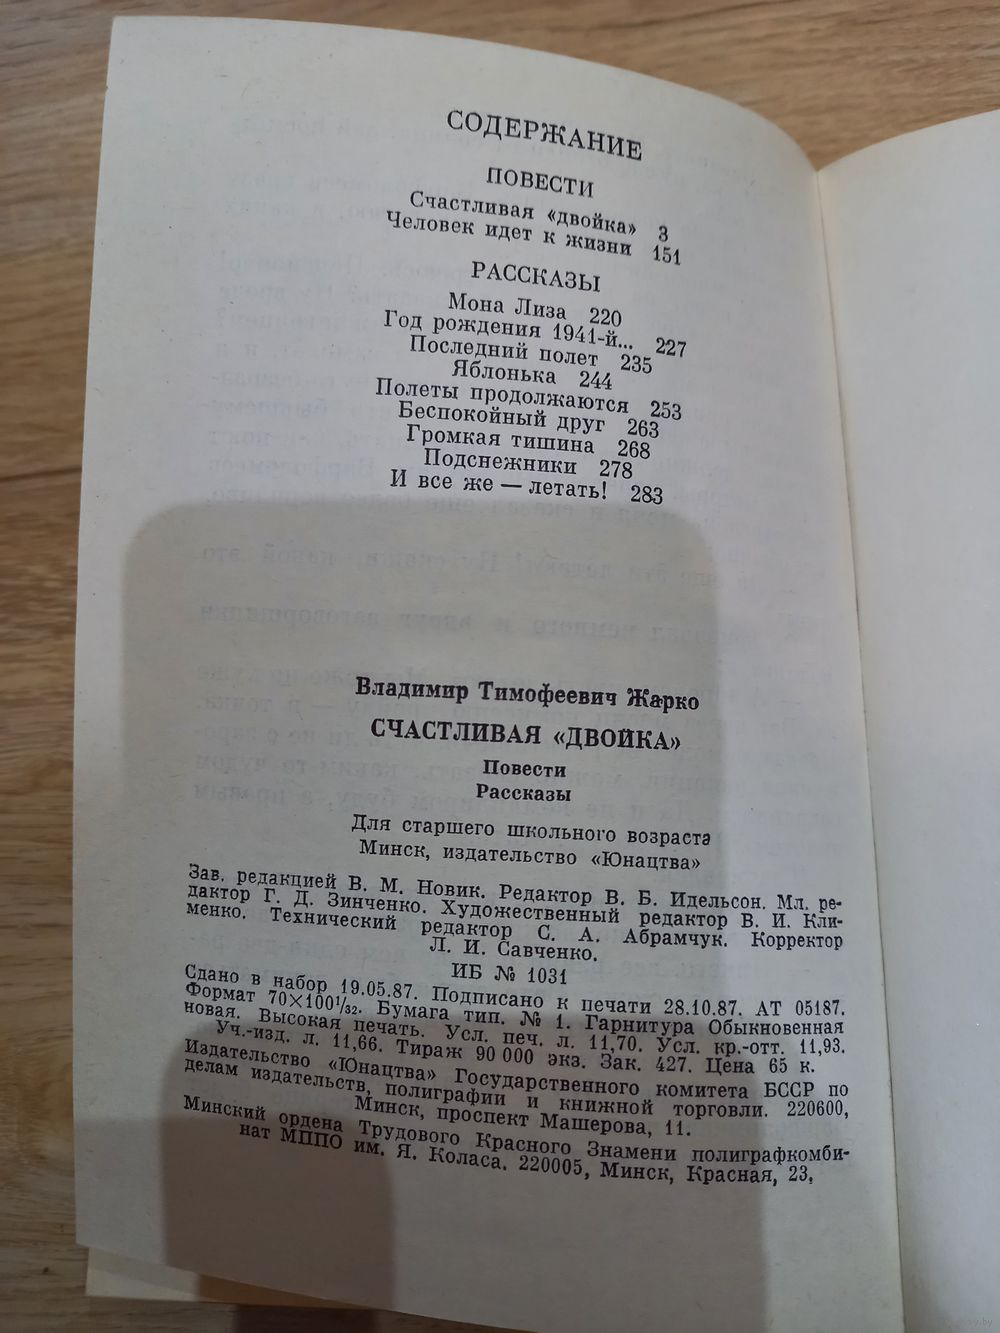 СОДЕРЖАНИЕ
ПОВЕСТИ
Счастливая «двойка» 3
Человек идет к жизни 151
РАССКАЗЫ
Мона Лиза 220
Год рождения 1941-й... 227
Последний полет 235
Яблонька 244
Полеты продолжаются 253
Беспокойный друг 263
Громкая тишина 268
Подснежники 278
И все же — летать! 283
Владимир Тимофеевич Жарко
СЧАСТЛИВАЯ «ДВОЙКА»
Повести
Рассказы
Для старшего школьного возраста
Минск, издательство «Юнацтва»
Зав. редакцией В. М. Новик. Редактор В. Б. Идельсон. Мл. ре-
дактор Г. Д. Зинченко. Художественный редактор В. И. Кли-
менко. Технический редактор С. А. Абрамчук. Корректор
Л. И. Савченко.
ИБ № 1031
Сдано в набор 19.05.87. Подписано к печати 28.10.87. АТ 05187.
Формат 70×100¹/₃₂. Бумага тип. № 1. Гарнитура Обыкновенная
новая. Высокая печать. Усл. печ. л. 11,70. Усл. кр.-отт. 11,93.
Уч.-изд. л. 11,66. Тираж 90 000 экз. Зак. 427. Цена 65 к.
Издательство «Юнацтва» Государственного комитета БССР по
делам издательств, полиграфии и книжной торговли. 220600,
Минск, проспект Машерова, 11.
Минский ордена Трудового Красного Знамени полиграфкомби-
нат МППО им. Я. Коласа. 220005, Минск, Красная, 23.